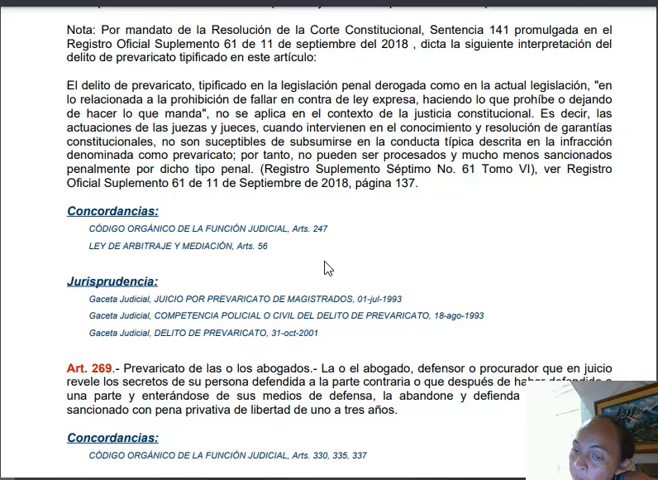 Nota: Por mandato de la Resolución de la Corte Constitucional, Sentencia 141 promulgada en el
Registro Oficial Suplemento 61 de 11 de septiembre del 2018 , dicta la siguiente interpretación del
delito de prevaricato tipificado en este artículo:
El delito de prevaricato, tipificado en la legislación penal derogada como en la actual legislación, "en
lo relacionada a la prohibición de fallar en contra de ley expresa, haciendo lo que prohíbe o dejando
de hacer lo que manda", no se aplica en el contexto de la justicia constitucional. Es decir, las
actuaciones de las juezas y jueces, cuando intervienen en el conocimiento y resolución de garantías
constitucionales, no son suceptibles de subsumirse en la conducta típica descrita en la infracción
denominada como prevaricato; por tanto, no pueden ser procesados y mucho menos sancionados
penalmente por dicho tipo penal. (Registro Suplemento Séptimo No. 61 Tomo VI), ver Registro
Oficial Suplemento 61 de 11 de Septiembre de 2018, página 137.
Concordancias:
CÓDIGO ORGÁNICO DE LA FUNCIÓN JUDICIAL, Arts. 247
LEY DE ARBITRAJE Y MEDIACIÓN, Arts. 56
Jurisprudencia:
Gaceta Judicial, JUICIO POR PREVARICATO DE MAGISTRADOS, 01-jul-1993
Gaceta Judicial, COMPETENCIA POLICIAL O CIVIL DEL DELITO DE PREVARICATO, 18-ago-1993
Gaceta Judicial, DELITO DE PREVARICATO, 31-oct-2001
Art. 269.- Prevaricato de las o los abogados.- La o el abogado, defensor o procurador que en juicio
revele los secretos de su persona defendida a la parte contraria o que después de
una parte y enterándose de sus medios de defensa, la abandone y defienda
sancionado con pena privativa de libertad de uno a tres años.
Concordancias:
CÓDIGO ORGÁNICO DE LA FUNCIÓN JUDICIAL, Arts. 330, 335, 337